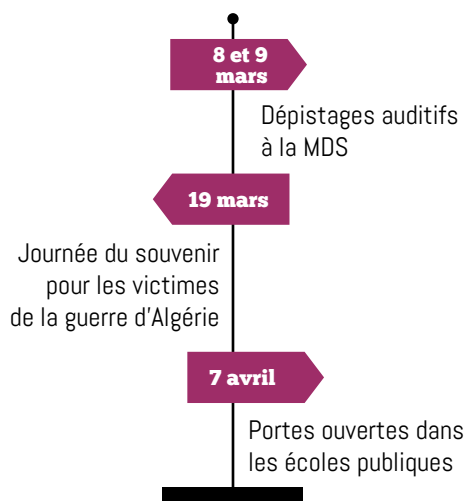 8 et 9
mars
Dépistages auditifs
à la MDS
19 mars
Journée du souvenir
pour les victimes
de la guerre d'Algérie
7 avril
Portes ouvertes dans
les écoles publiques